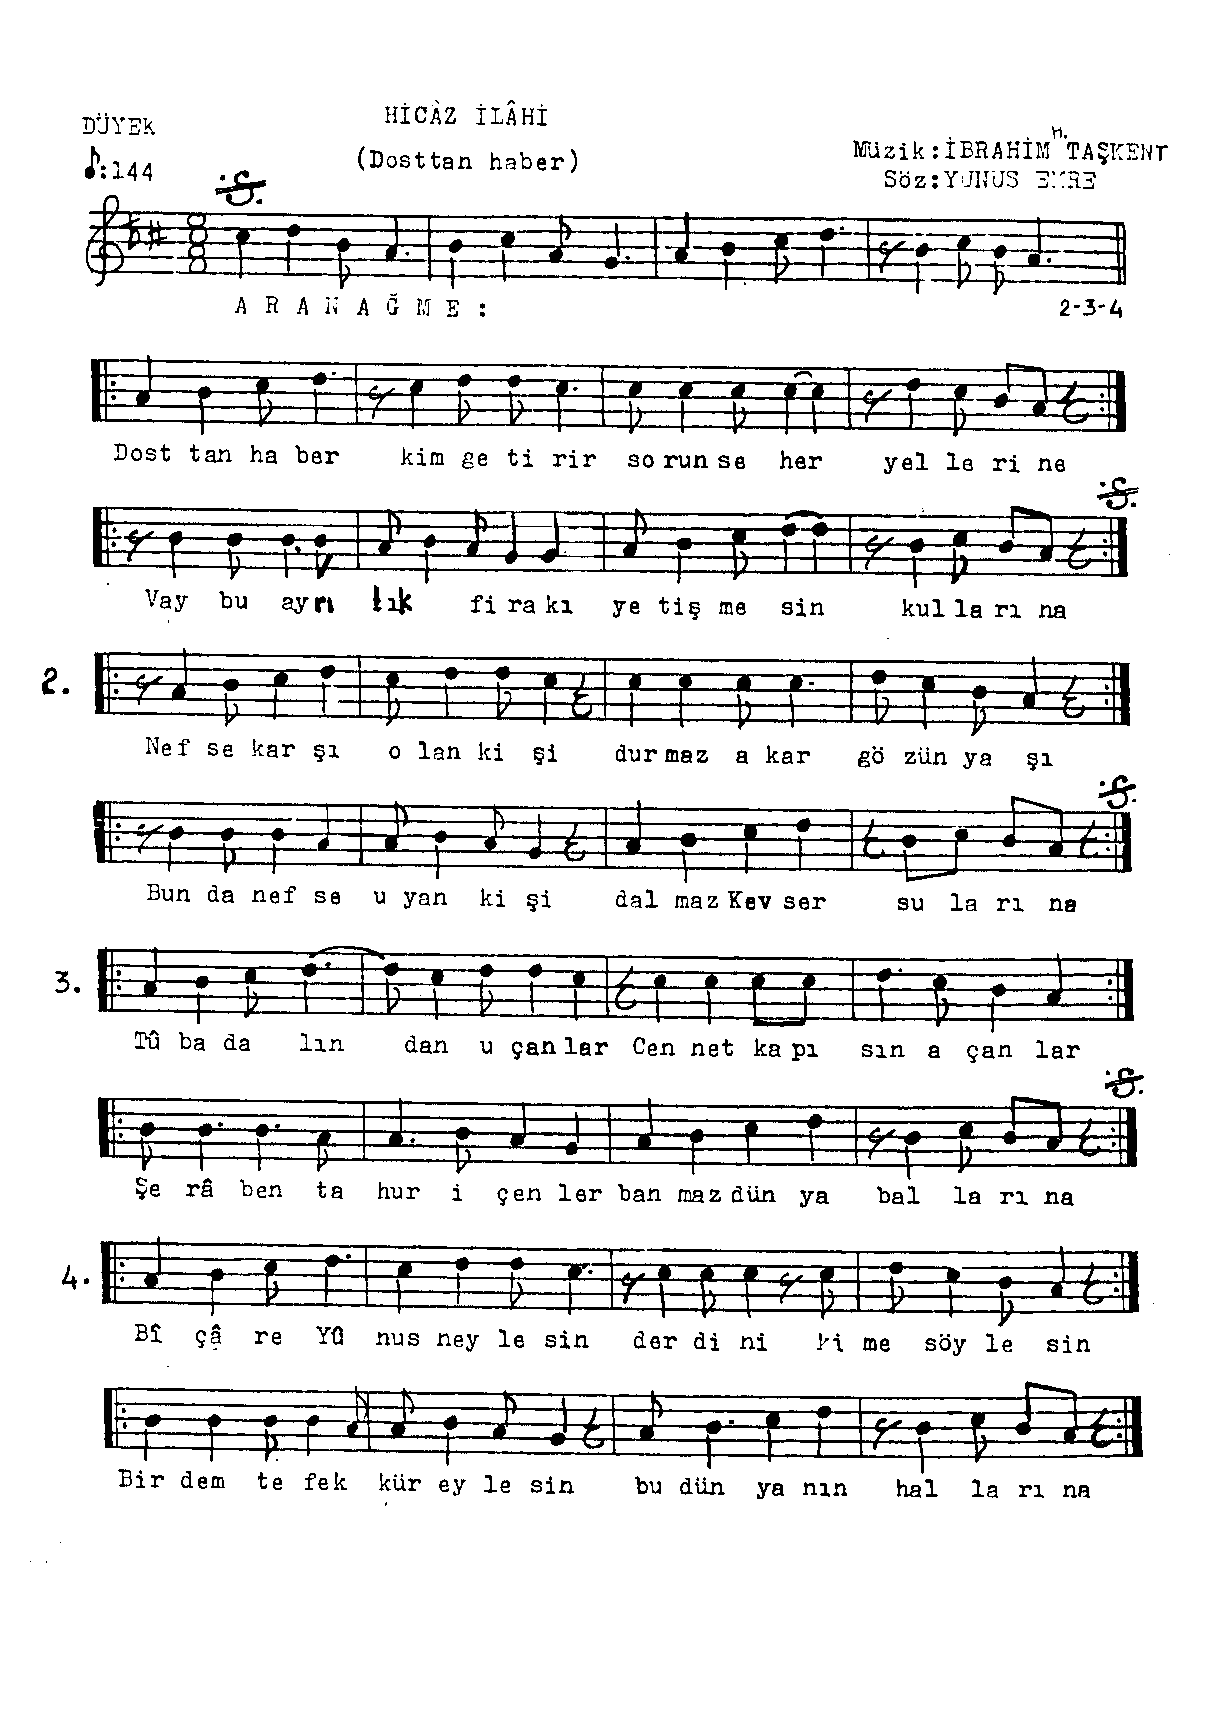 HİCÂZ İLÂHİ
DÜYEK
(Dosttan haber)
Müzik:İBRAHİM H. TAŞKENT
♪:144
Söz:YUNUS EMRE
ARANAĞME:
2-3-4
Dost tan ha ber kim ge ti rir so run se her yel le ri ne
Vay bu ay rı lık fi ra kı ye tiş me sin kul la rı na
2.
Nef se kar şı o lan ki şi dur maz a kar gö zün ya şı
Bun da nef se u yan ki şi dal maz Kev ser su la rı na
3.
Tû ba da lın dan u çan lar Cen net ka pı sın a çan lar
Şe râ ben ta hur i çen ler ban maz dün ya bal la rı na
4.
Bî çâ re Yû nus ney le sin der di ni ki me söy le sin
Bir dem te fek kür ey le sin bu dün ya nın hal la rı na